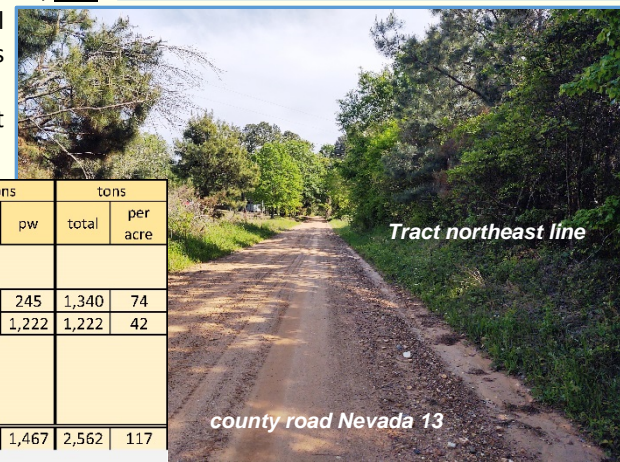 tons
pw total per
acre
245 1,340 74
1,222 1,222 42
1,467 2,562 117
Tract northeast line
county road Nevada 13